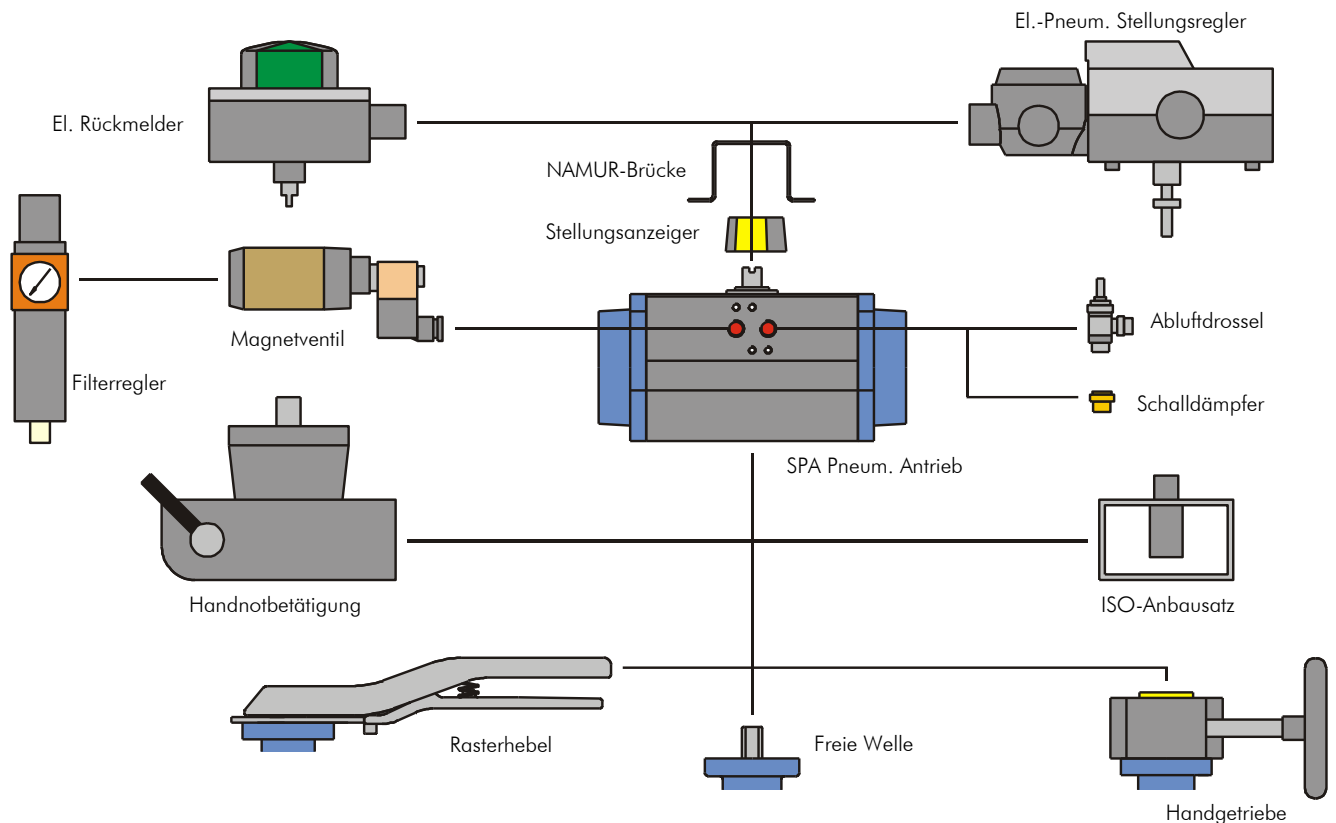 El.-Pneum. Stellungsregler
El. Rückmelder
NAMUR-Brücke
Stellungsanzeiger
Magnetventil
Abluftdrossel
Filterregler
Schalldämpfer
SPA Pneum. Antrieb
Handnotbetätigung
ISO-Anbausatz
Rasterhebel
Freie Welle
Handgetriebe